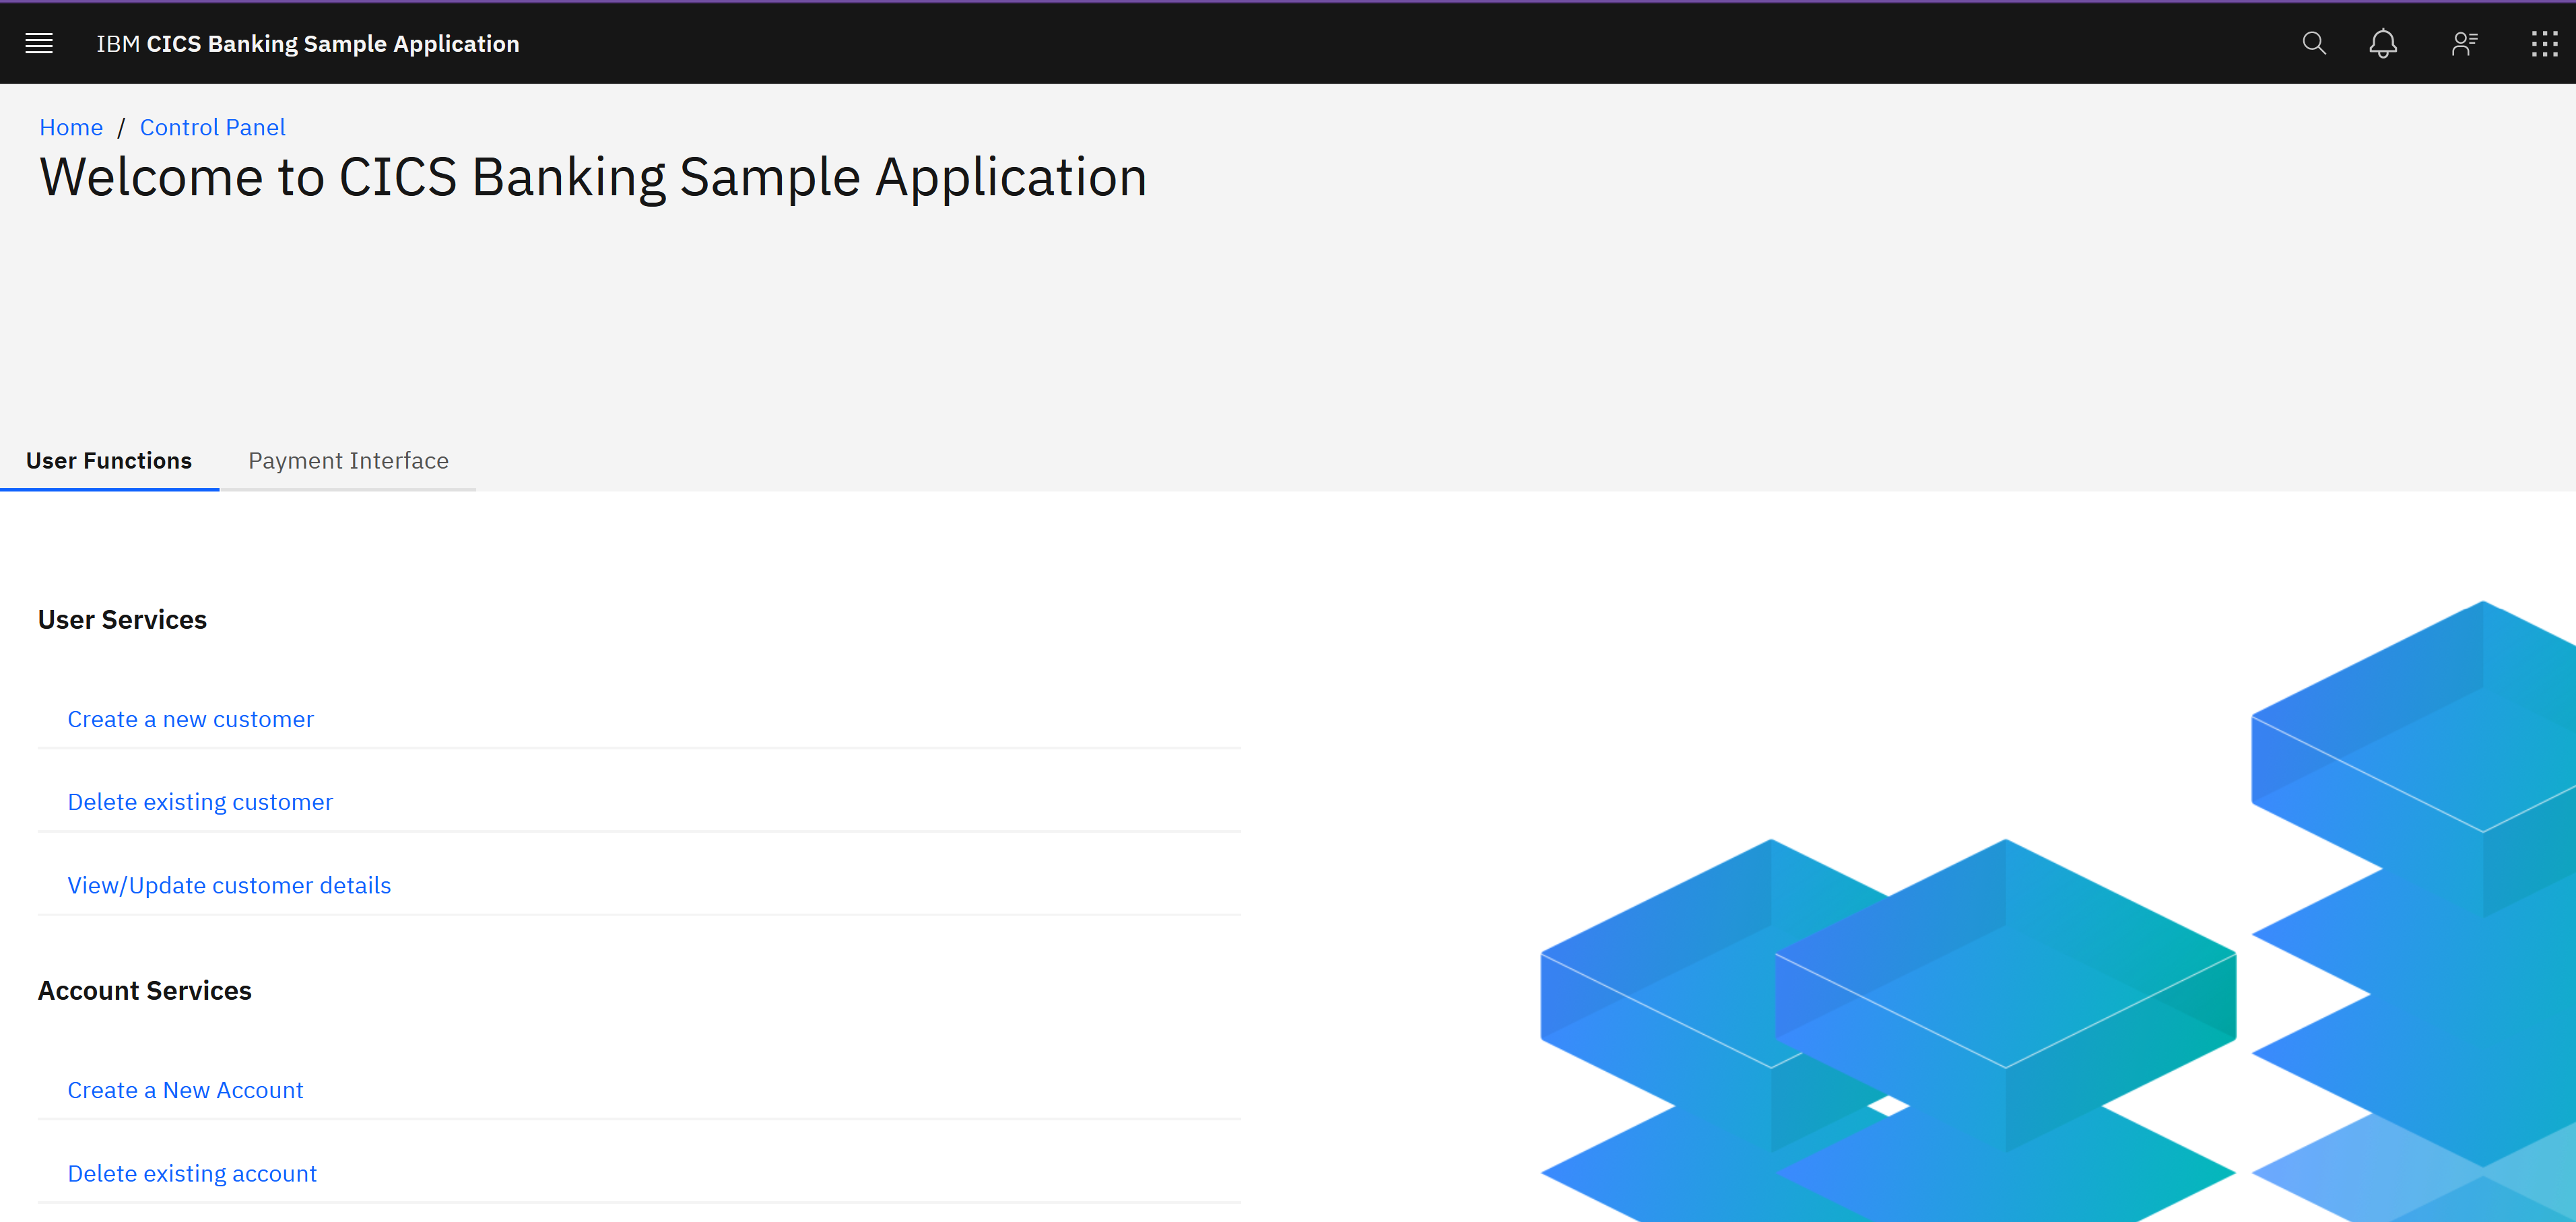 IBM CICS Banking Sample Application
Home / Control Panel
Welcome to CICS Banking Sample Application
User Functions Payment Interface
User Services
Create a new customer
Delete existing customer
View/Update customer details
Account Services
Create a New Account
Delete existing account